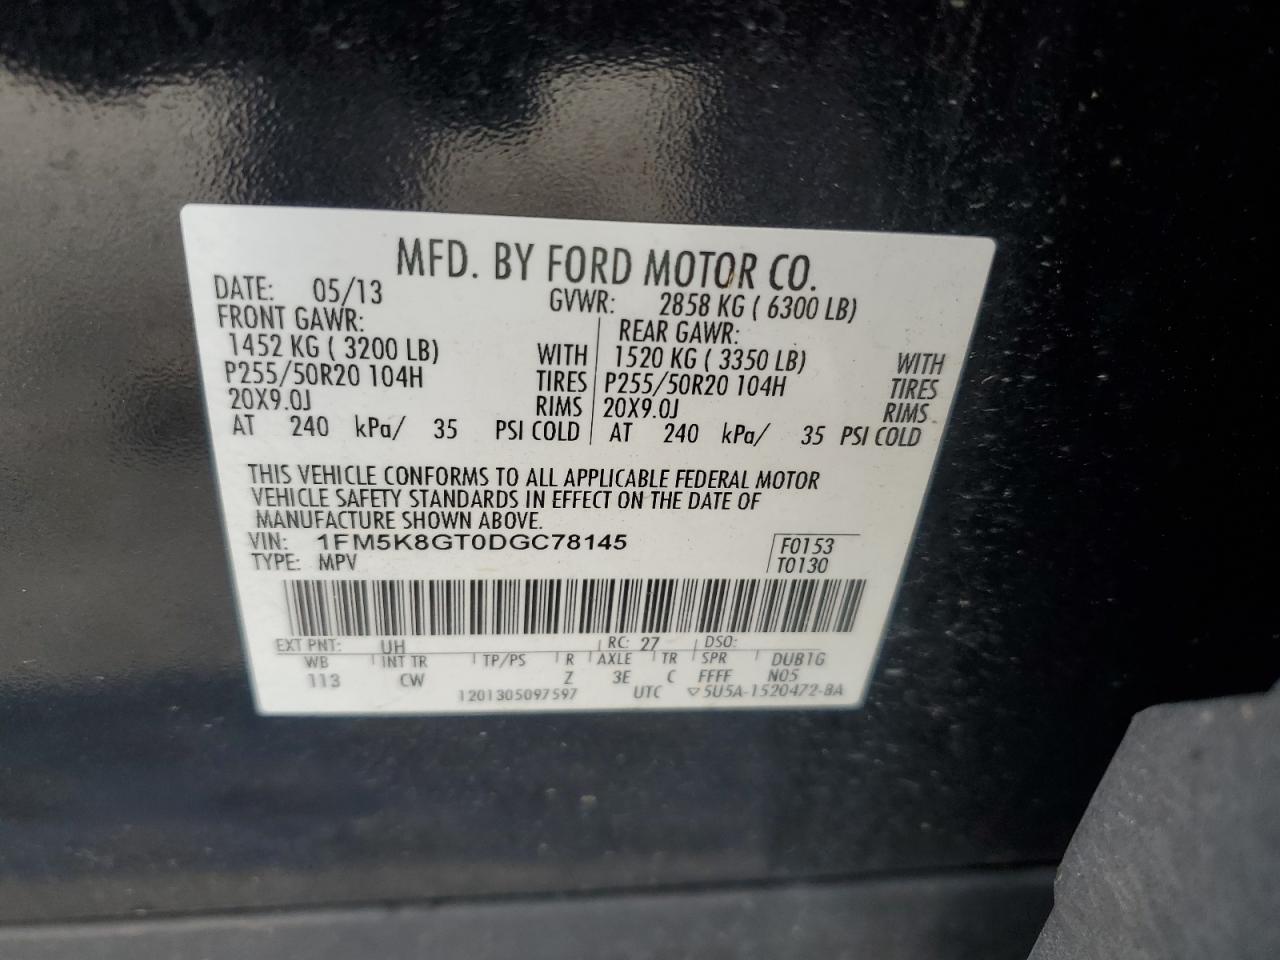 MFD. BY FORD MOTOR CO.
DATE: 05/13 GVWR: 2858 KG ( 6300 LB)
FRONT GAWR: REAR GAWR:
1452 KG ( 3200 LB) WITH 1520 KG ( 3350 LB) WITH
P255/50R20 104H TIRES P255/50R20 104H TIRES
20X9.0J RIMS 20X9.0J RIMS
AT 240 kPa/ 35 PSI COLD AT 240 kPa/ 35 PSI COLD
THIS VEHICLE CONFORMS TO ALL APPLICABLE FEDERAL MOTOR
VEHICLE SAFETY STANDARDS IN EFFECT ON THE DATE OF
MANUFACTURE SHOWN ABOVE.
VIN: 1FM5K8GT0DGC78145 F0153
TYPE: MPV T0130
EXT PNT: UH RC: 27 DSO:
WB INT TR TP/PS R AXLE TR SPR DUB1G
113 CW Z 3E C FFFF N05
1201305097597 UTC ▽5U5A-1520472-BA